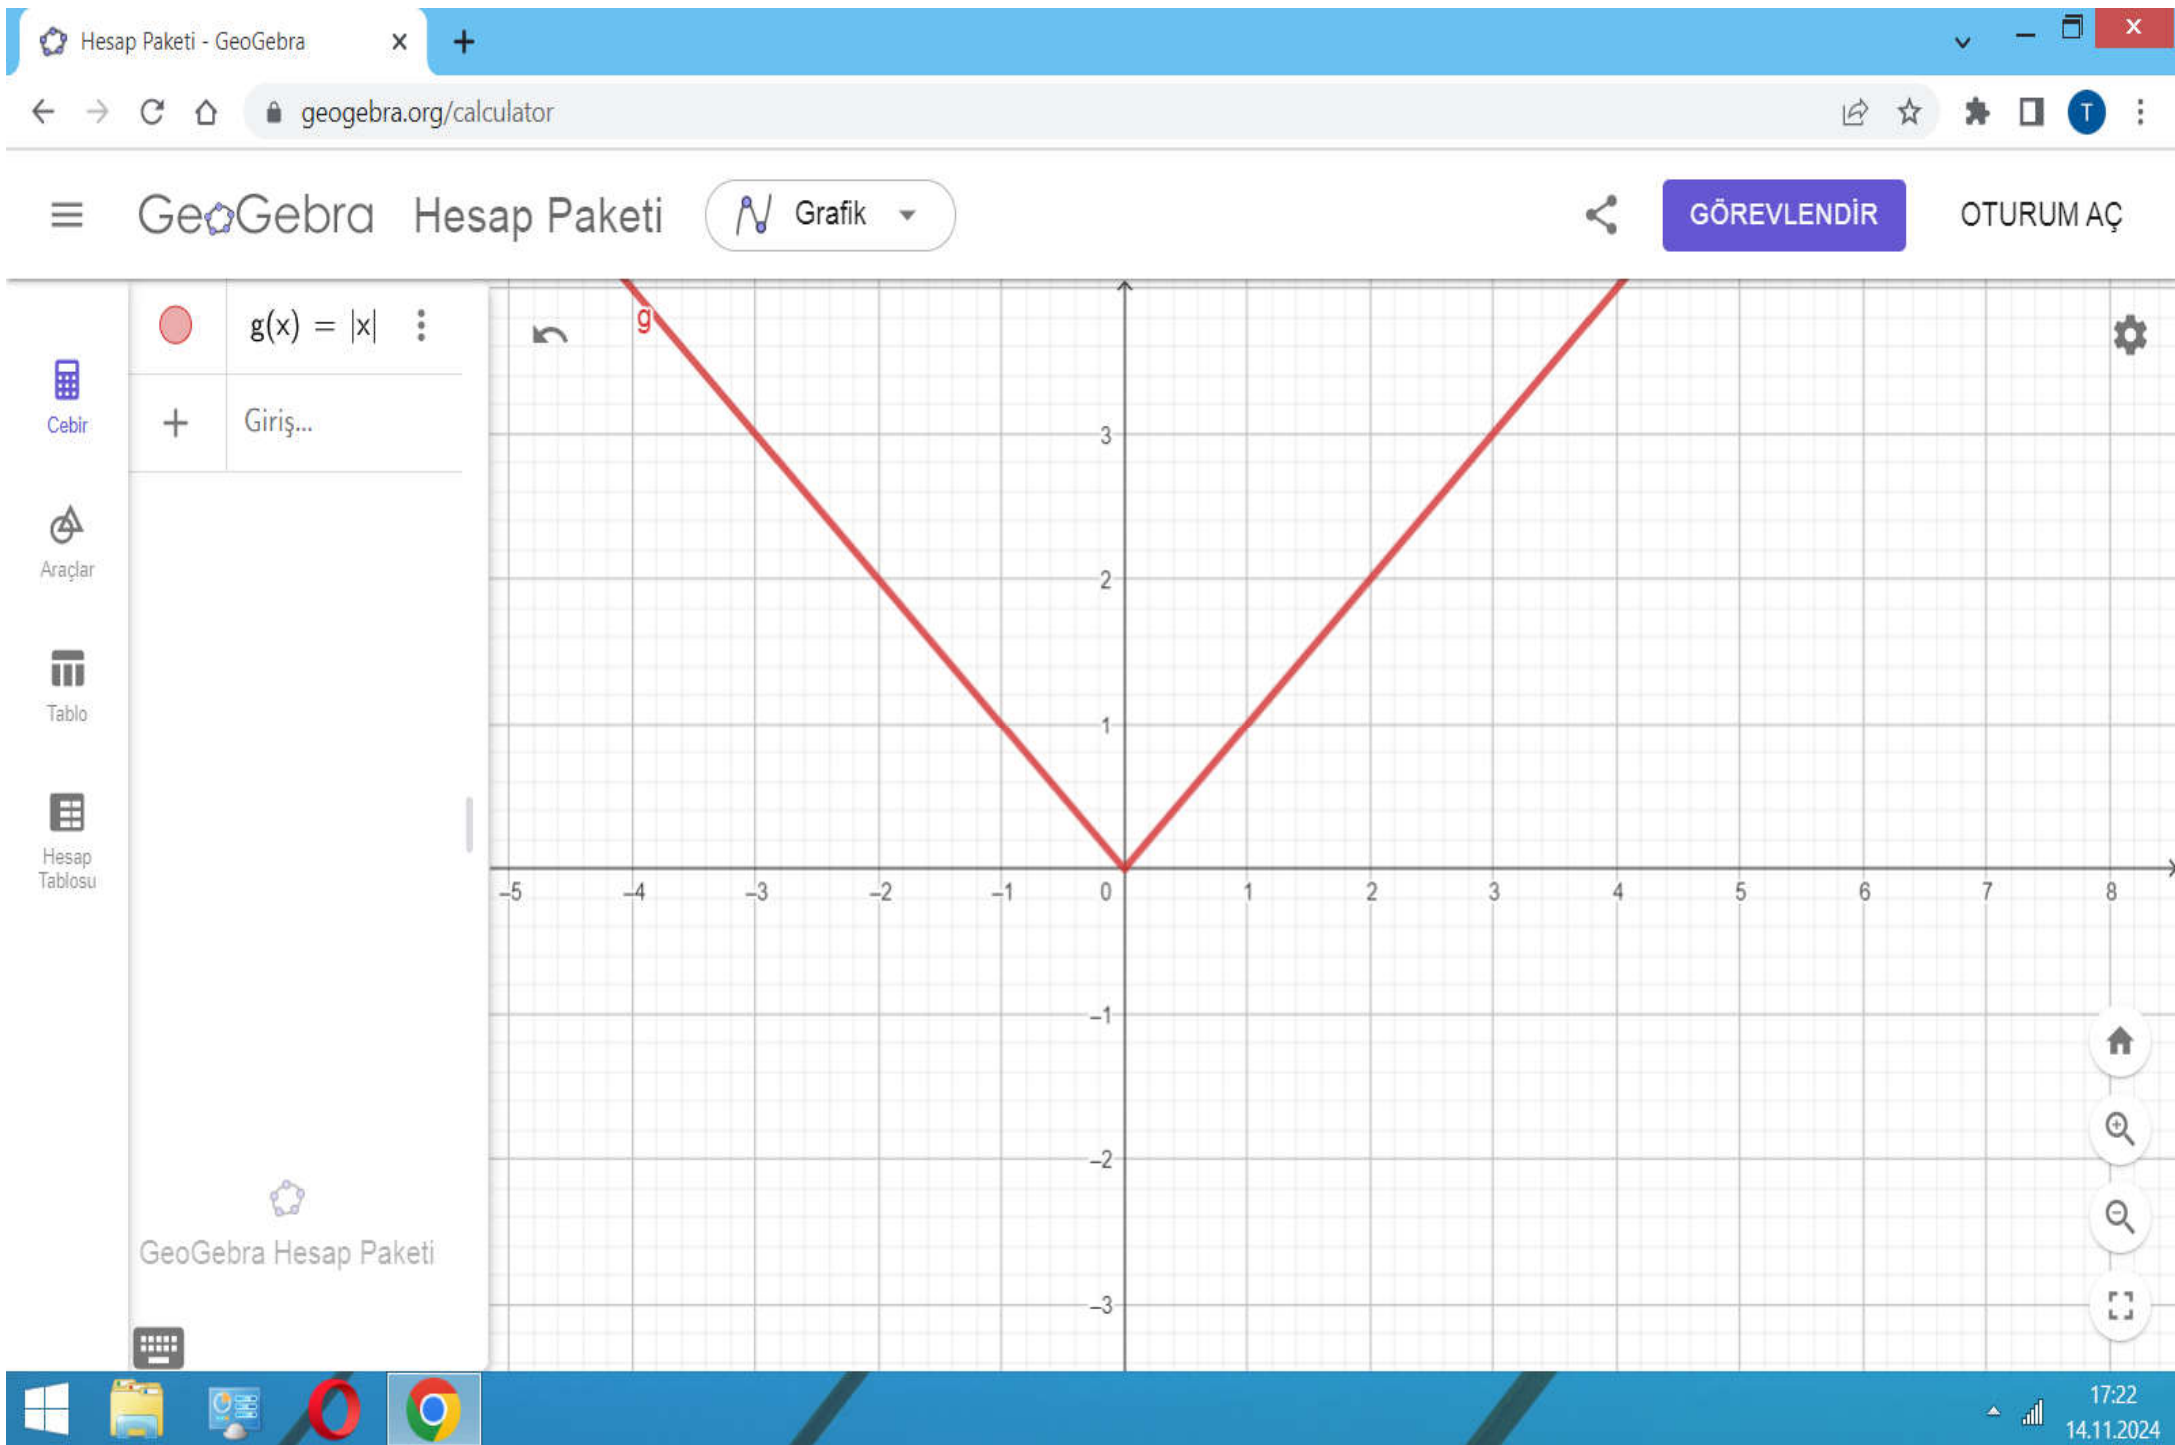 Hesap Paketi - GeoGebra
geogebra.org/calculator
T
GeoGebra Hesap Paketi
Grafik
GÖREVLENDİR
OTURUM AÇ
g(x) = |x|
Giriş...
Cebir
Araçlar
Tablo
Hesap
Tablosu
GeoGebra Hesap Paketi
g
3
2
1
–5 –4 –3 –2 –1 0 1 2 3 4 5 6 7 8
–1
–2
–3
17:22
14.11.2024